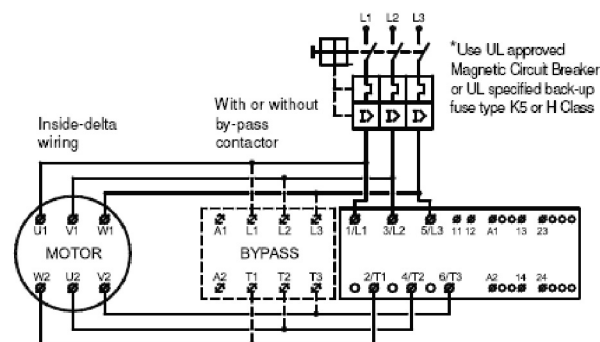 L1 L2 L3
*Use UL approved
Magnetic Circuit Breaker
or UL specified back-up
fuse type K5 or H Class
With or without
by-pass
contactor
Inside-delta
wiring
U1 V1 W1
MOTOR
W2 U2 V2
A1 L1 L2 L3
BYPASS
A2 T1 T2 T3
1/L1 3/L2 5/L3 11 12 A1 13 23
2/T1 4/T2 6/T3 A2 14 24